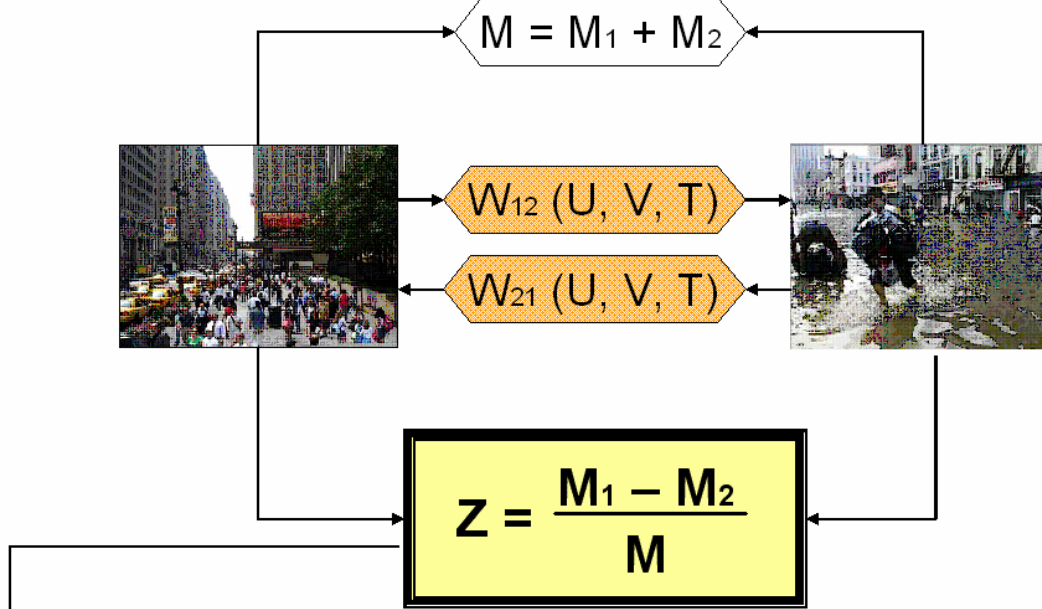 M = M₁ + M₂
W₁₂ (U, V, T)
W₂₁ (U, V, T)
Z = (M₁ – M₂) / M